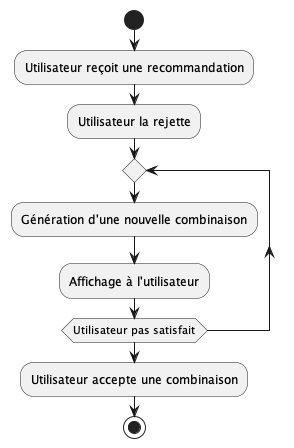 Utilisateur reçoit une recommandation
Utilisateur la rejette
Génération d'une nouvelle combinaison
Affichage à l'utilisateur
Utilisateur pas satisfait
Utilisateur accepte une combinaison